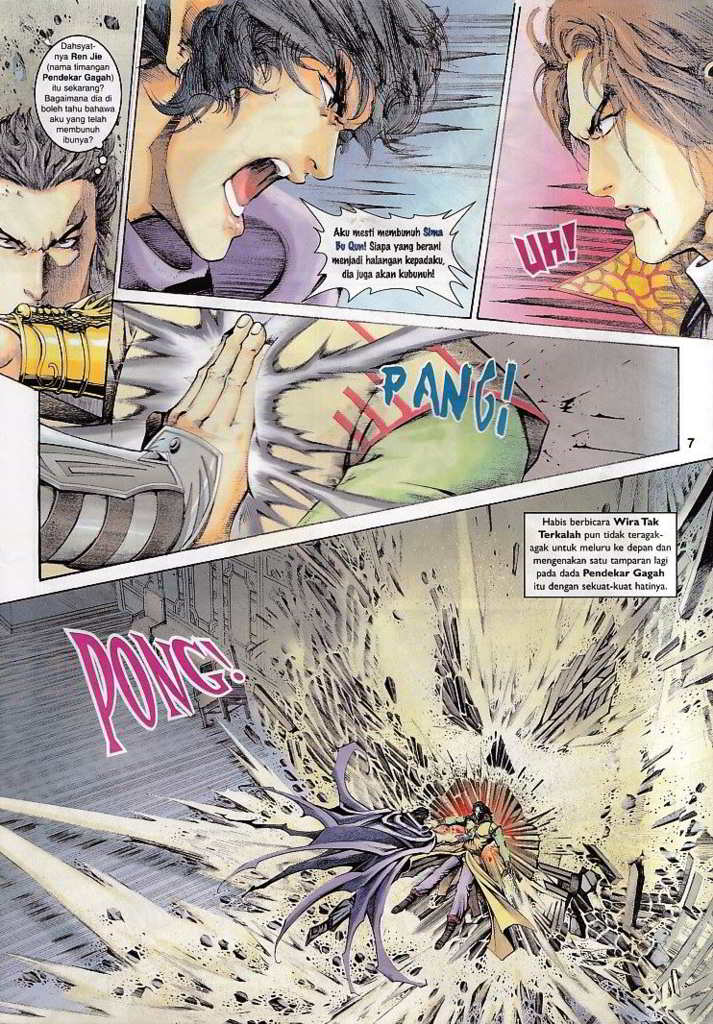 Dahsyat-
nya Ren Jie
(nama timangan
Pendekar Gagah)
itu sekarang?
Bagaimana dia di
boleh tahu bahawa
aku yang telah
membunuh
ibunya?
Aku mesti membunuh Sima
Bu Qun! Siapa yang berani
menjadi halangan kepadaku,
dia juga akan kubunuh!
UH!
PANG!
7
Habis berbicara Wira Tak
Terkalah pun tidak teragak-
agak untuk meluru ke depan dan
mengenakan satu tamparan lagi
pada dada Pendekar Gagah
itu dengan sekuat-kuat hatinya.
PONG!